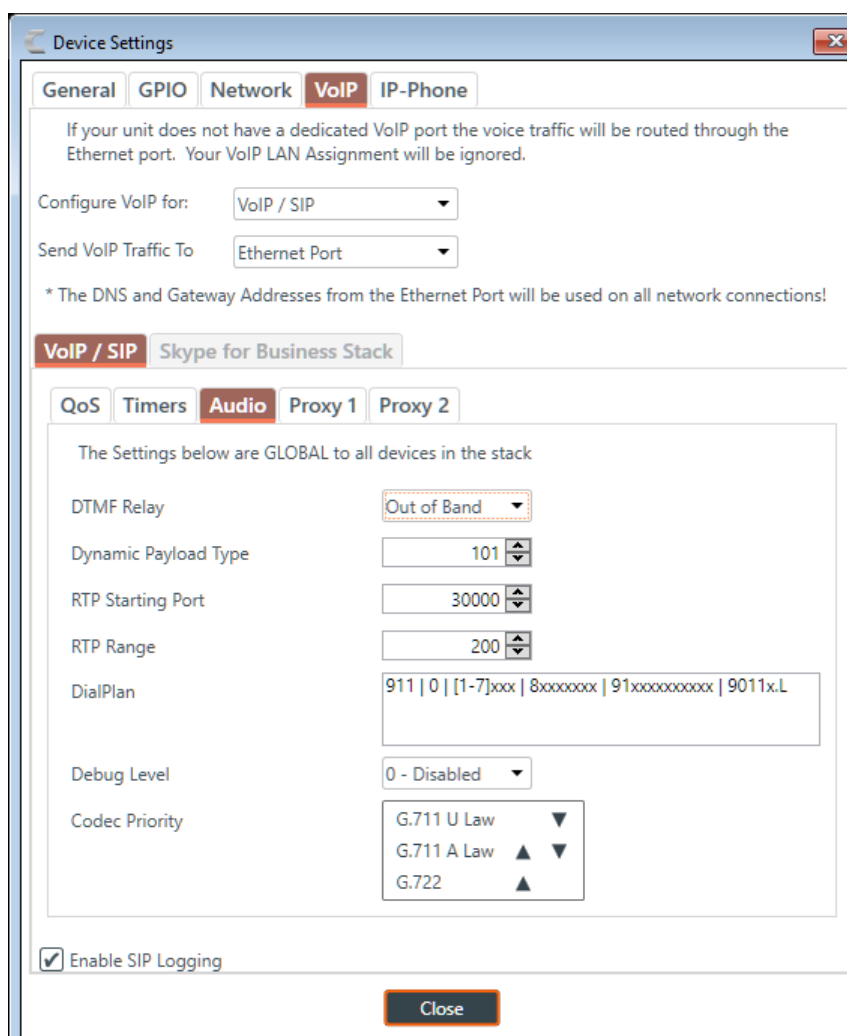 Device Settings
General GPIO Network VoIP IP-Phone
If your unit does not have a dedicated VoIP port the voice traffic will be routed through the
Ethernet port.  Your VoIP LAN Assignment will be ignored.
Configure VoIP for: VoIP / SIP
Send VoIP Traffic To Ethernet Port
* The DNS and Gateway Addresses from the Ethernet Port will be used on all network connections!
VoIP / SIP Skype for Business Stack
QoS Timers Audio Proxy 1 Proxy 2
The Settings below are GLOBAL to all devices in the stack
DTMF Relay Out of Band
Dynamic Payload Type 101
RTP Starting Port 30000
RTP Range 200
DialPlan 911 | 0 | [1-7]xxx | 8xxxxxxx | 91xxxxxxxxxx | 9011x.L
Debug Level 0 - Disabled
Codec Priority G.711 U Law
G.711 A Law
G.722
Enable SIP Logging
Close